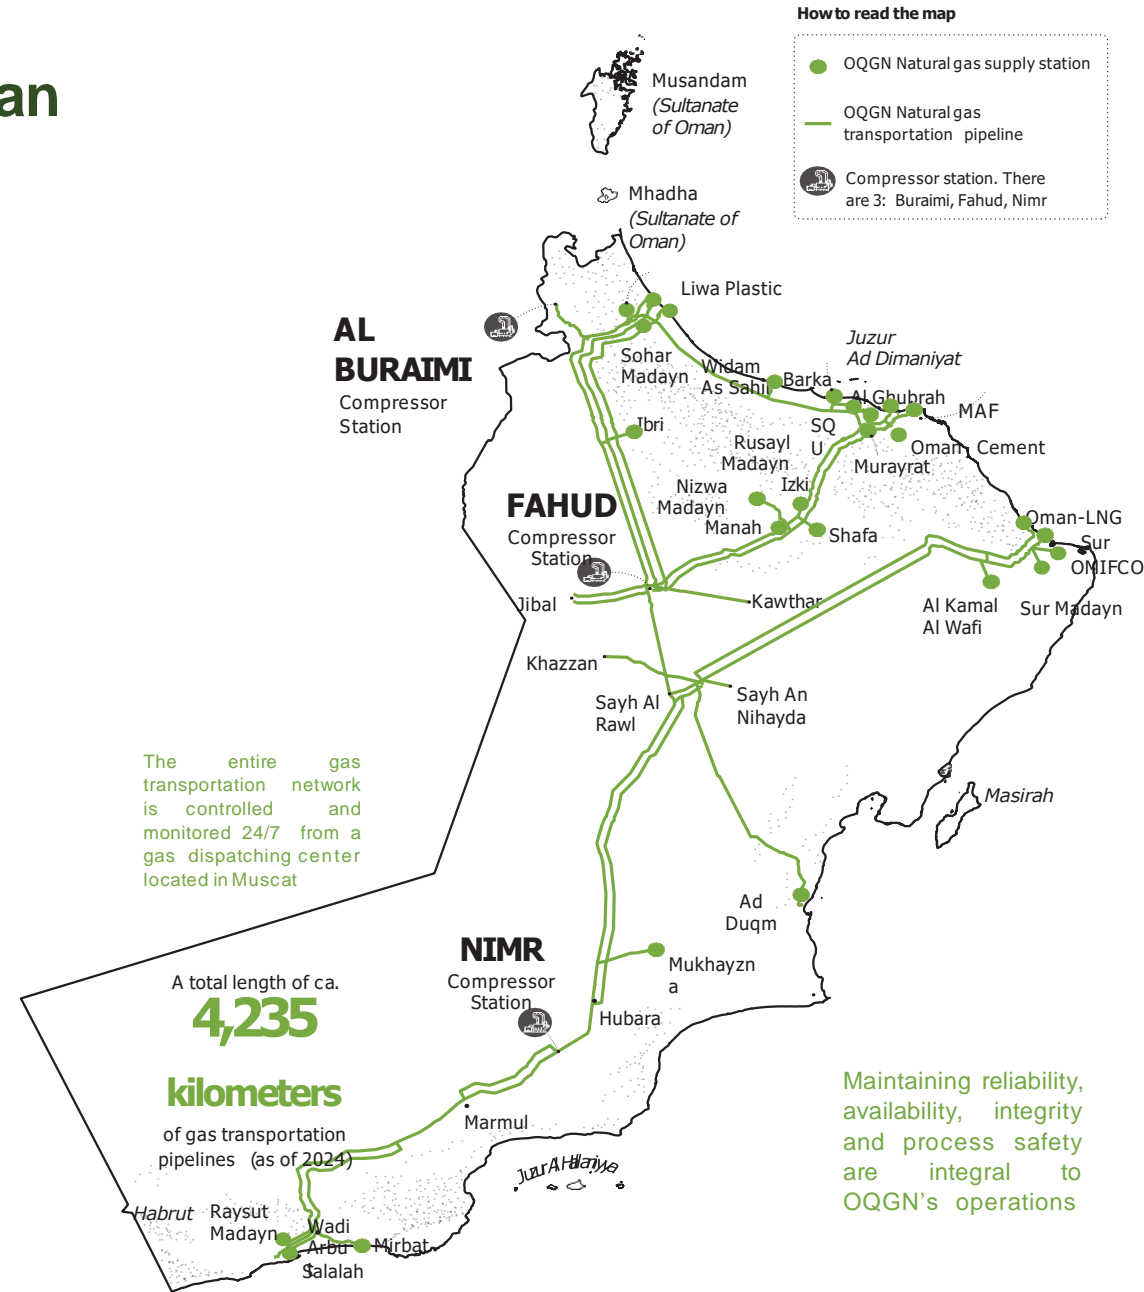 an
How to read the map
OQGN Natural gas supply station
OQGN Natural gas
transportation pipeline
Compressor station. There
are 3: Buraimi, Fahud, Nimr
Musandam
(Sultanate
of Oman)
Mhadha
(Sultanate of
Oman)
Liwa Plastic
AL
BURAIMI
Compressor
Station
Sohar
Madayn
Widam
As Sahil
Juzur
Ad Dimaniyat
Barka
Al Ghubrah
MAF
Ibri
SQ
U
Oman Cement
Rusayl
Madayn
Murayrat
Nizwa
Madayn
Izki
Manah
Shafa
FAHUD
Compressor
Station
Oman-LNG
Sur
OMIFCO
Jibal
Kawthar
Al Kamal
Al Wafi
Sur Madayn
Khazzan
Sayh Al
Rawl
Sayh An
Nihayda
The entire gas
transportation network
is controlled and
monitored 24/7 from a
gas dispatching center
located in Muscat
Masirah
Ad
Duqm
NIMR
Compressor
Station
Mukhayzn
a
Hubara
A total length of ca.
4,235
kilometers
of gas transportation
pipelines (as of 2024)
Marmul
Maintaining reliability,
availability, integrity
and process safety
are integral to
OQGN's operations
Habrut
Raysut
Madayn
Wadi
Arbu
Salalah
Mirbat